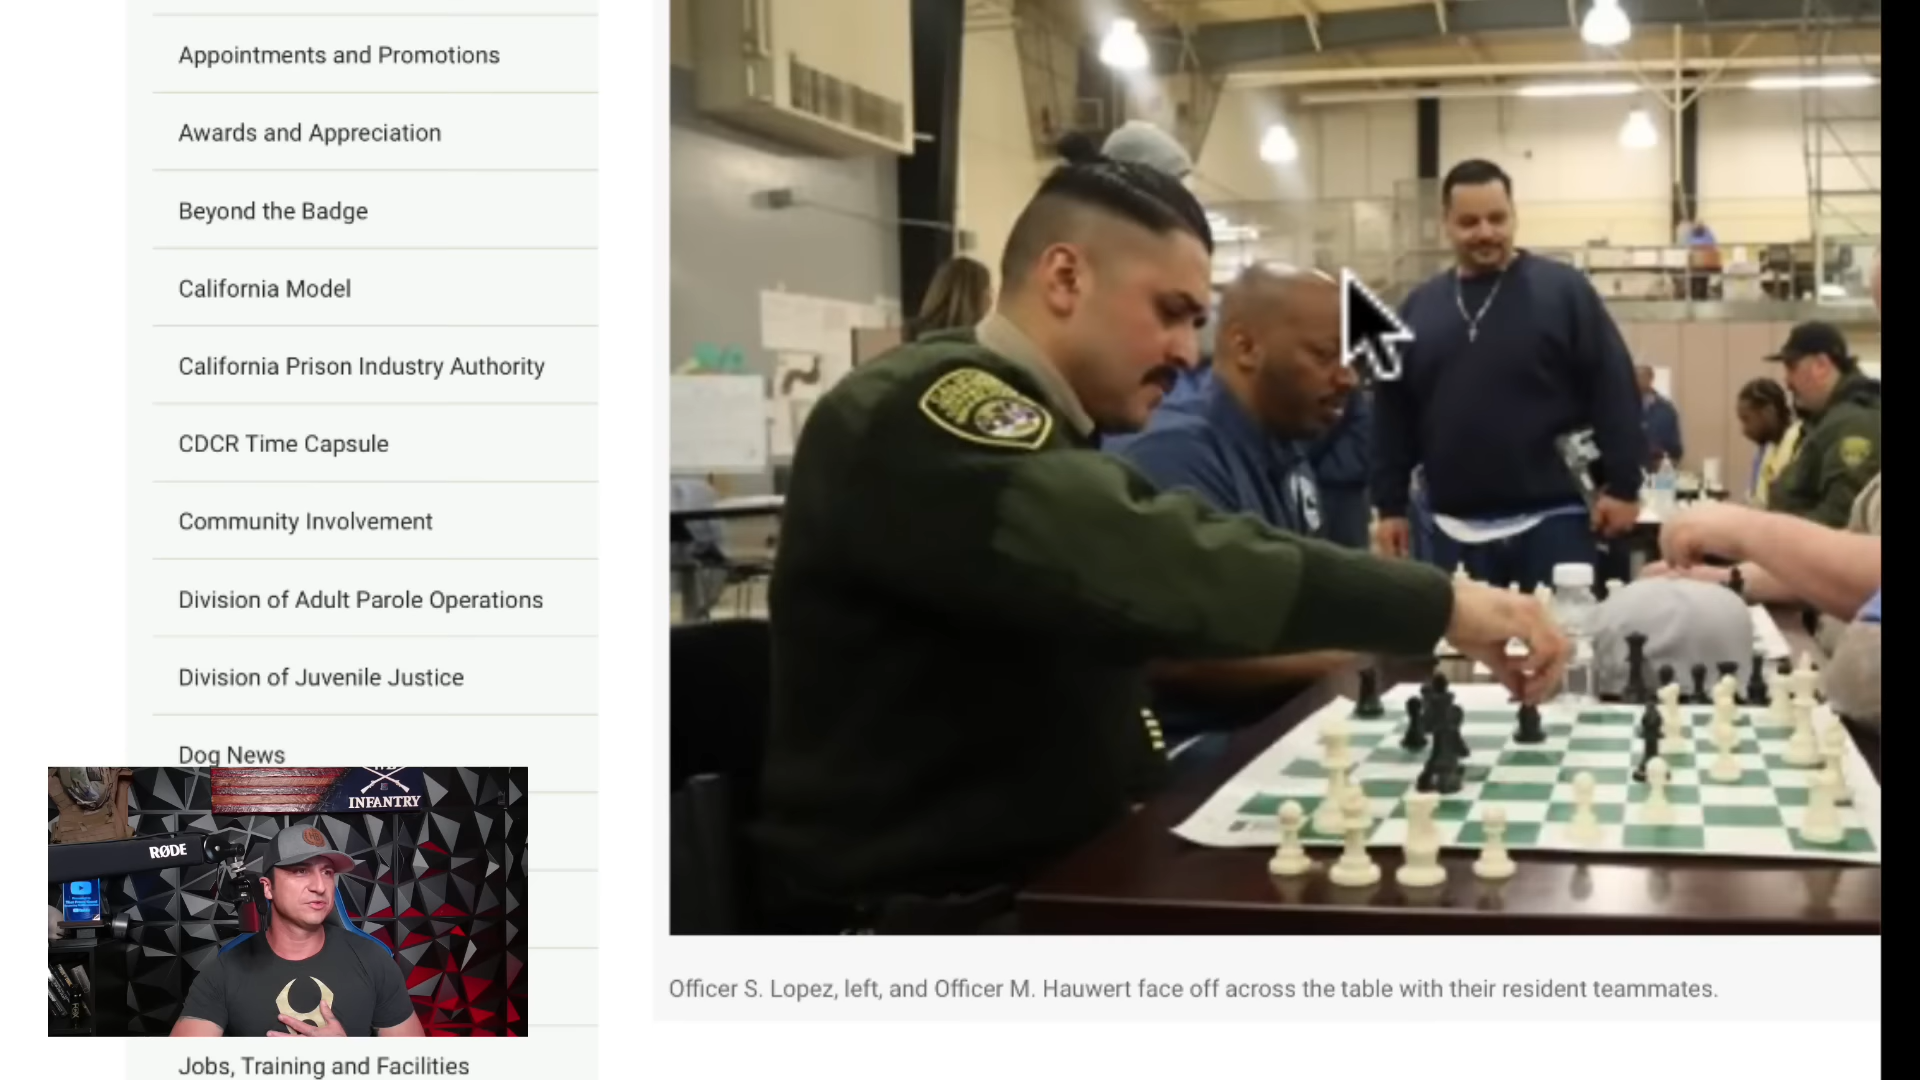 Appointments and Promotions
Awards and Appreciation
Beyond the Badge
California Model
California Prison Industry Authority
CDCR Time Capsule
Community Involvement
Division of Adult Parole Operations
Division of Juvenile Justice
Dog News
INFANTRY
RØDE
Jobs, Training and Facilities
Officer S. Lopez, left, and Officer M. Hauwert face off across the table with their resident teammates.